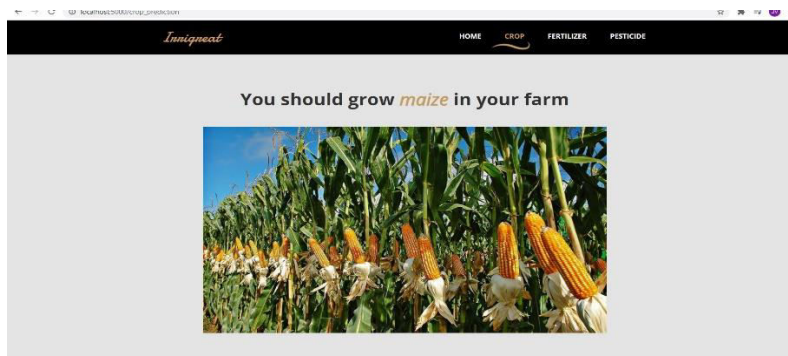 localhost:5000/crop_prediction
Innigneat
HOME CROP FERTILIZER PESTICIDE
You should grow maize in your farm